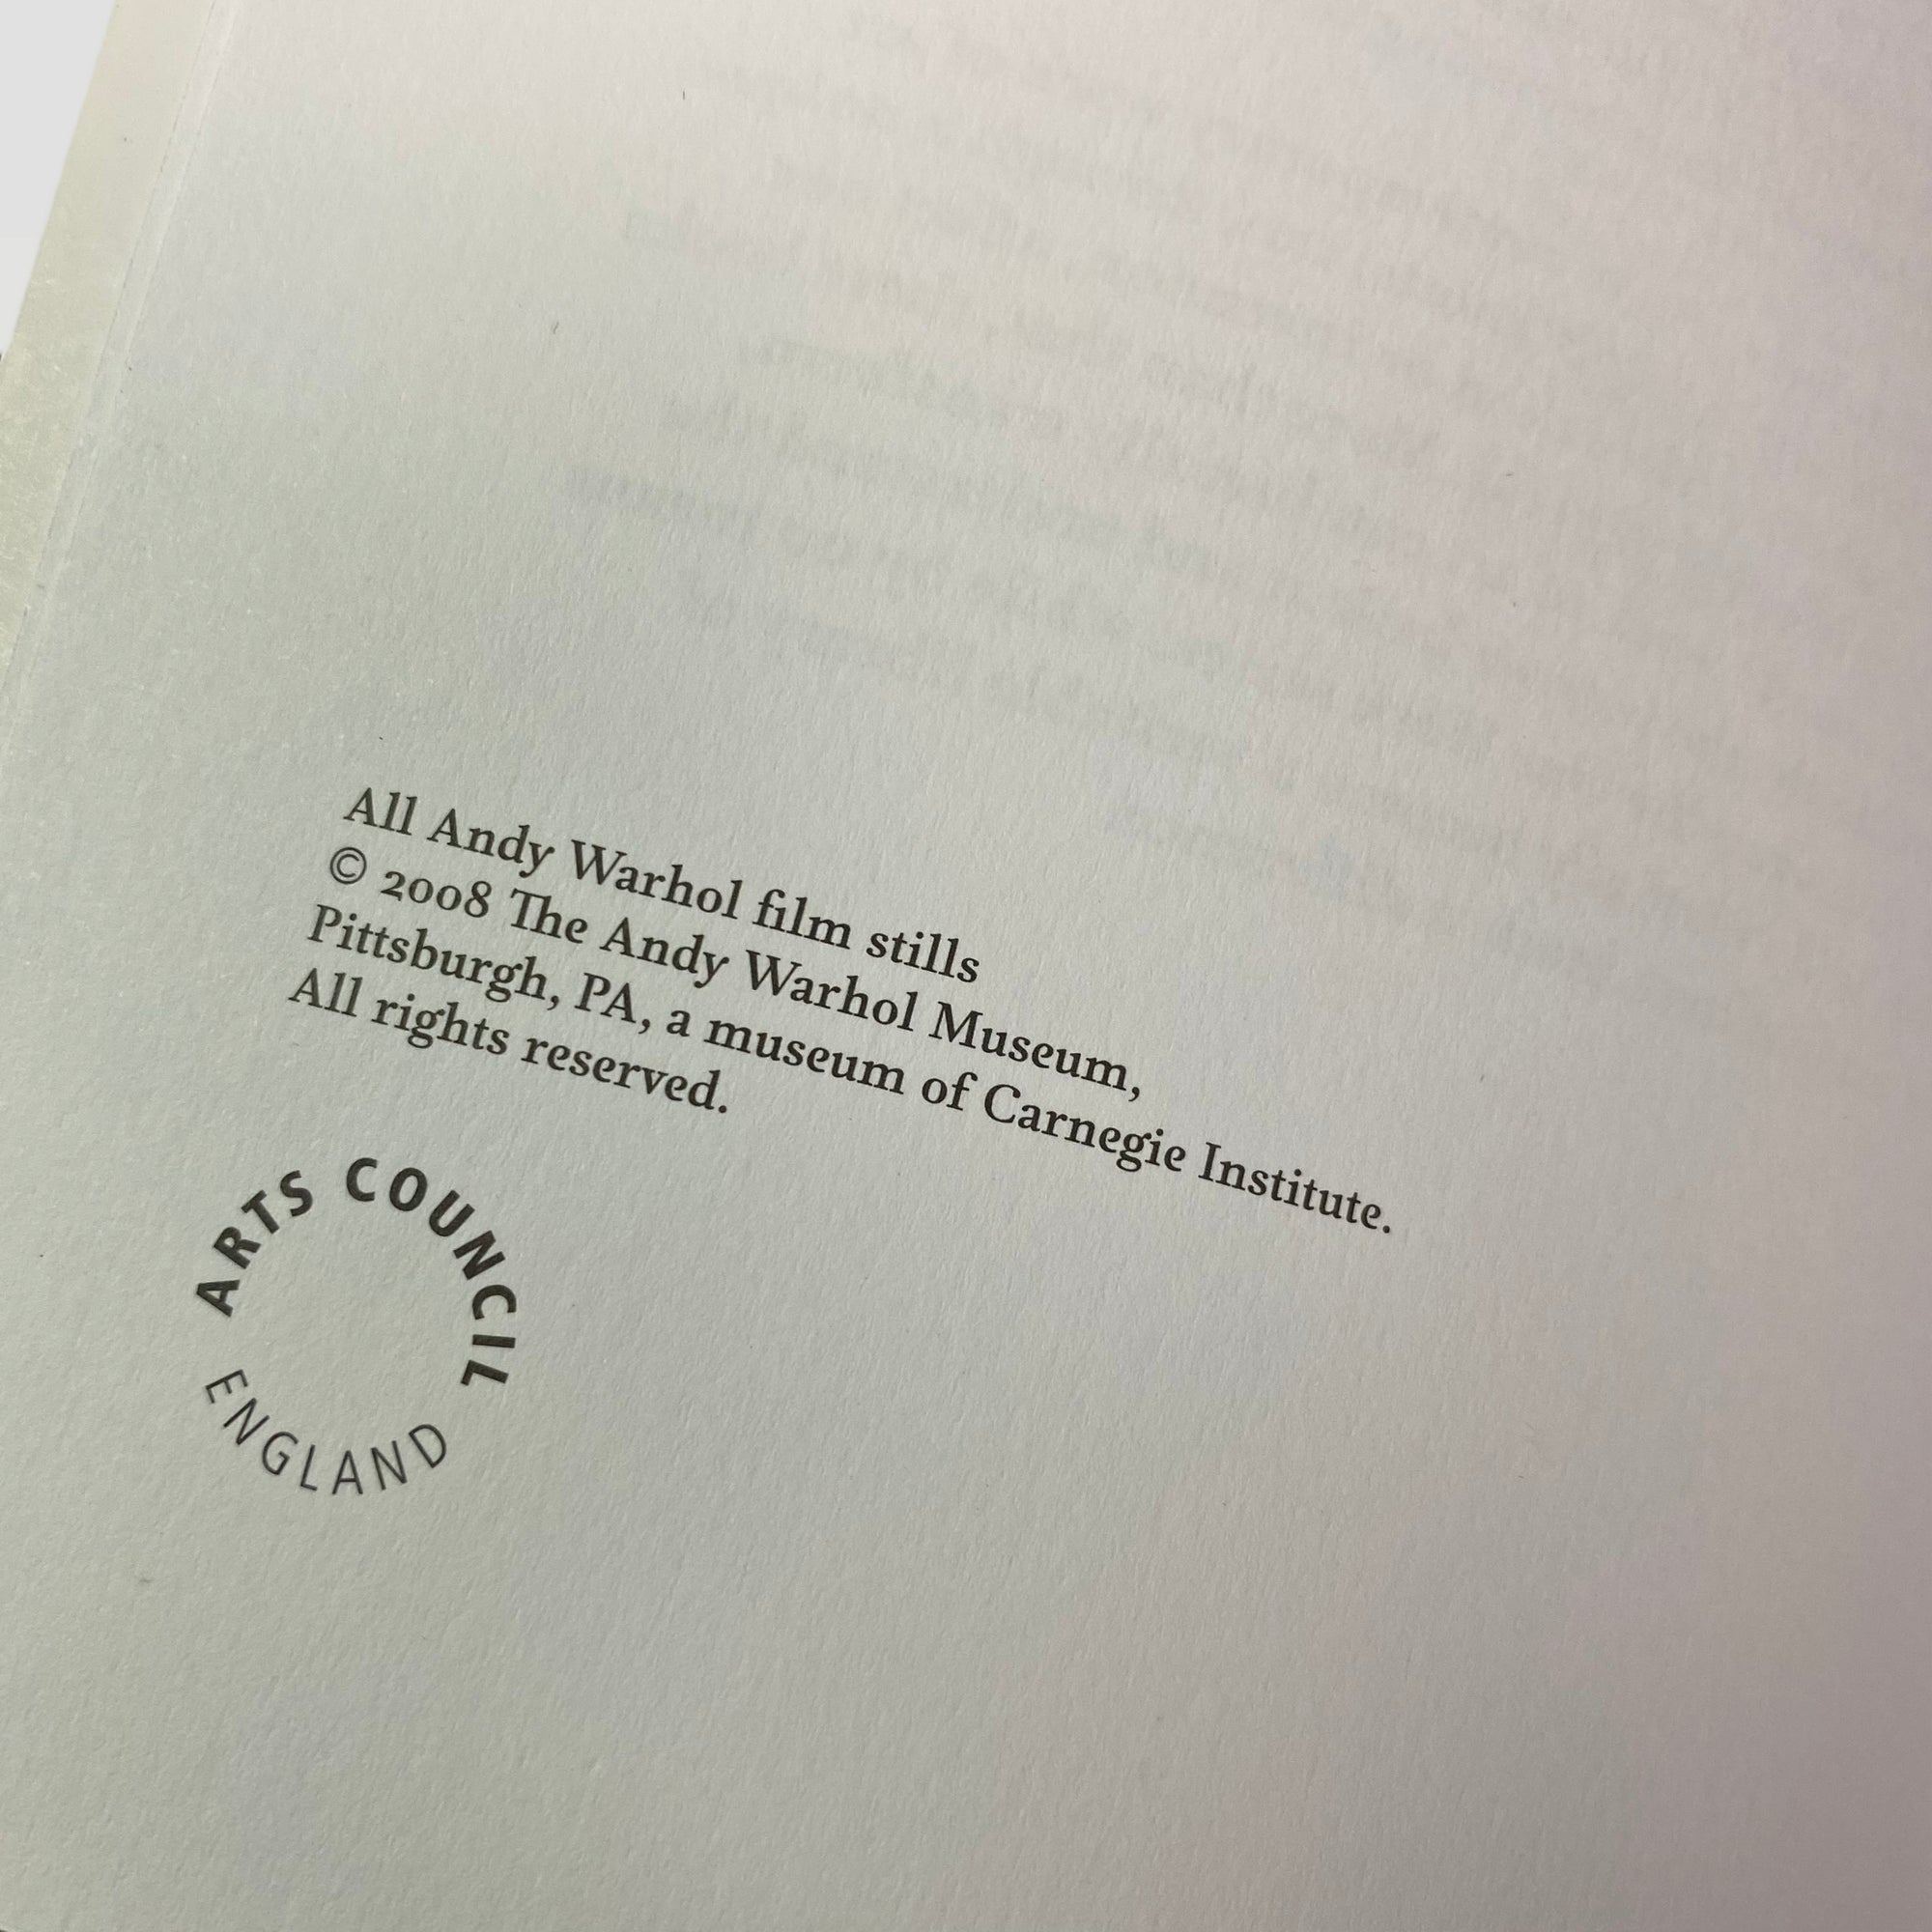 All Andy Warhol film stills
© 2008 The Andy Warhol Museum,
Pittsburgh, PA, a museum of Carnegie Institute.
All rights reserved.
ARTS COUNCIL
ENGLAND